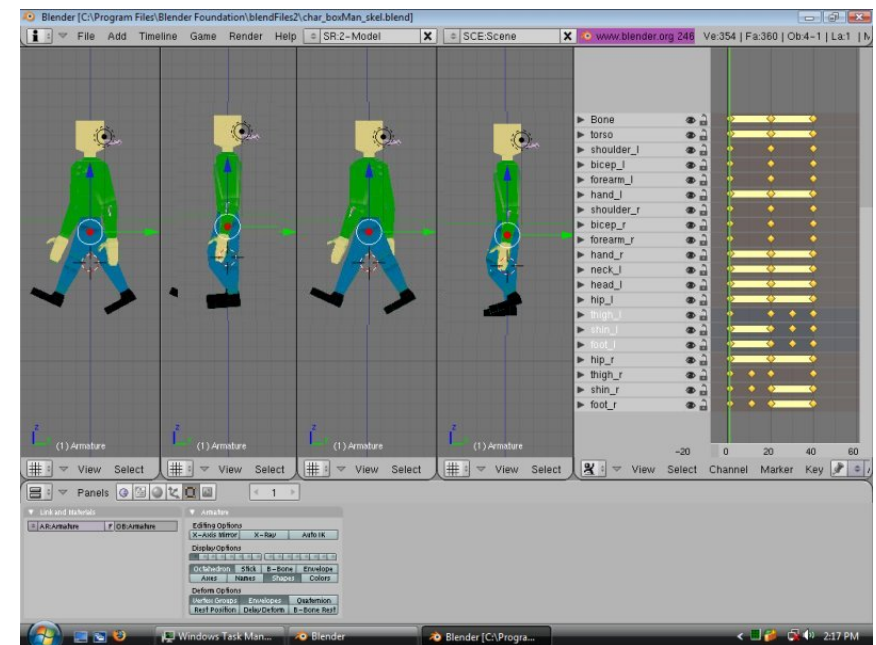 Blender [C:\Program Files\Blender Foundation\blendFiles2\char_boxMan_skel.blend]
File Add Timeline Game Render Help SR:2-Model X SCE:Scene X www.blender.org 246 Ve:354 | Fa:360 | Ob:4-1 | La:1 |
Bone
torso
shoulder_l
bicep_l
forearm_l
hand_l
shoulder_r
bicep_r
forearm_r
hand_r
neck_l
head_l
hip_l
thigh_l
shin_l
foot_l
hip_r
thigh_r
shin_r
foot_r
z z z z
(1) Armature (1) Armature (1) Armature (1) Armature
-20 0 20 40 60
View Select View Select View Select View Select View Select Channel Marker Key
Panels 1
Link and Materials Armature
AR:Armature F OB:Armature Editing Options
X-Axis Mirror X-Ray Auto IK
Display Options
Octahedron Stick B-Bone Envelope
Axes Names Shapes Colors
Deform Options
Vertex Groups Envelopes Quaternion
Rest Position Delay Deform B-Bone Rest
Windows Task Man... Blender Blender [C:\Progra... 2:17 PM